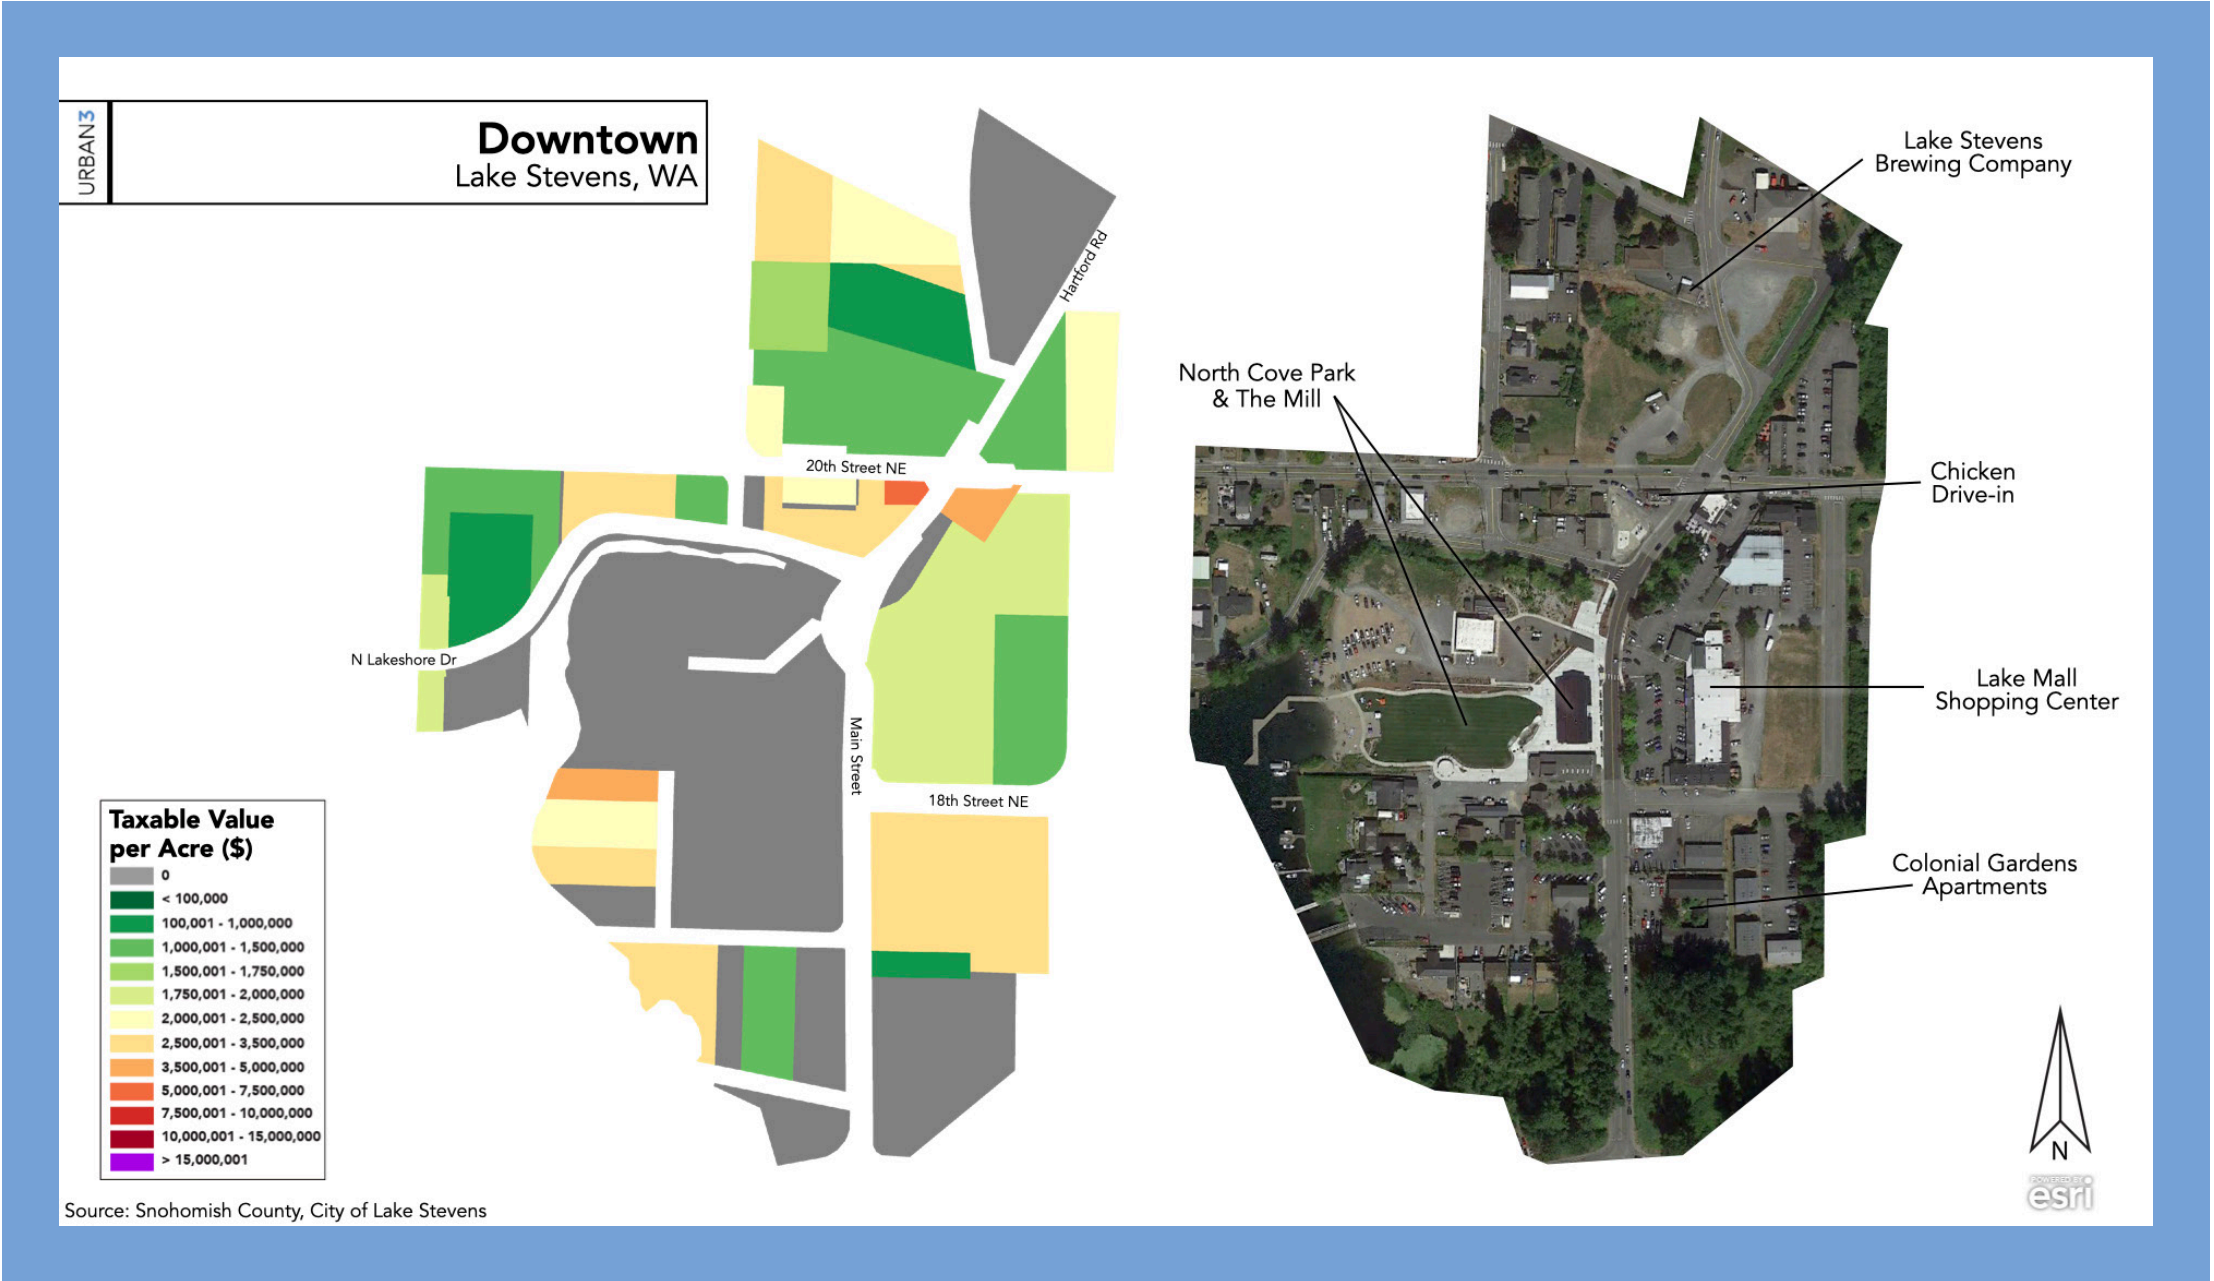 URBAN3
Downtown
Lake Stevens, WA
Hartford Rd
20th Street NE
N Lakeshore Dr
Main Street
18th Street NE
Taxable Value
per Acre ($)
0
< 100,000
100,001 - 1,000,000
1,000,001 - 1,500,000
1,500,001 - 1,750,000
1,750,001 - 2,000,000
2,000,001 - 2,500,000
2,500,001 - 3,500,000
3,500,001 - 5,000,000
5,000,001 - 7,500,000
7,500,001 - 10,000,000
10,000,001 - 15,000,000
> 15,000,001
Source: Snohomish County, City of Lake Stevens
Lake Stevens
Brewing Company
North Cove Park
& The Mill
Chicken
Drive-in
Lake Mall
Shopping Center
Colonial Gardens
Apartments
N
POWERED BY
esri